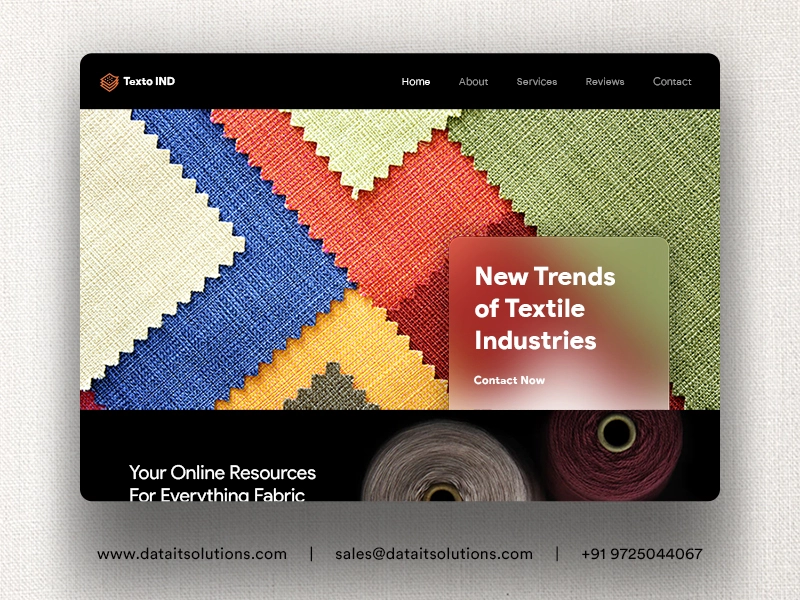 Texto IND
Home About Services Reviews Contact
New Trends
of Textile
Industries
Contact Now
Your Online Resources
For Everything Fabric
www.dataitsolutions.com | sales@dataitsolutions.com | +91 9725044067